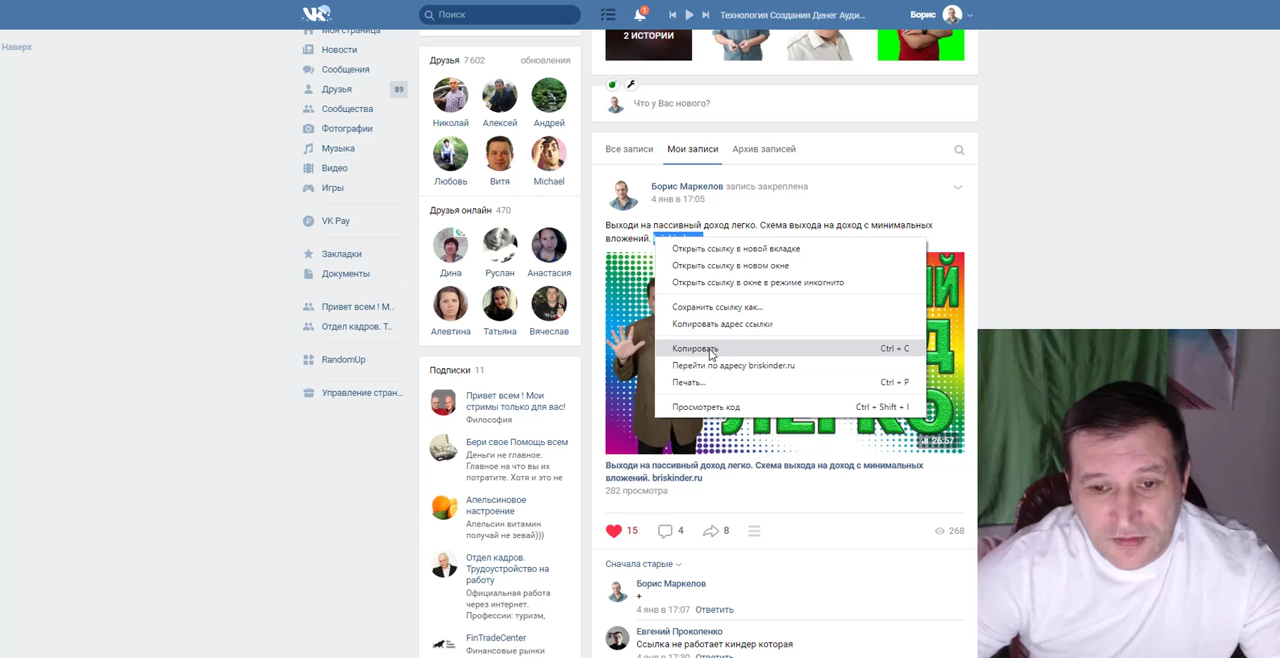 Поиск
1
Технология Создания Денег Ауди...
Борис
Наверх
Моя страница
Новости
Сообщения
Друзья
89
Сообщества
Фотографии
Музыка
Видео
Игры
VK Pay
Закладки
Документы
Привет всем ! М..
Отдел кадров. Т..
RandomUp
Управление стран...
Друзья 7 602
обновления
Николай
Алексей
Андрей
Любовь
Витя
Michael
Друзья онлайн 470
Дина
Руслан
Анастасия
Алевтина
Татьяна
Вячеслав
Подписки 11
Привет всем ! Мои
стримы только для вас!
Философия
Бери свое Помощь всем
Деньги не главное.
Главное на что вы их
потратите. Хотя и это не
Апельсиновое
настроение
Апельсин витамин
получай не зевай)))
Отдел кадров.
Трудоустройство на
работу
Официальная работа
через интернет.
Профессии: туризм,
FinTradeCenter
Финансовые рынки
2 ИСТОРИИ
Что у Вас нового?
Все записи
Мои записи
Архив записей
Борис Маркелов запись закреплена
4 янв в 17:05
Выходи на пассивный доход легко. Схема выхода на доход с минимальных
вложений.
Открыть ссылку в новой вкладке
Открыть ссылку в новом окне
Открыть ссылку в окне в режиме инкогнито
Сохранить ссылку как...
Копировать адрес ссылки
Копировать Ctrl + C
Перейти по адресу briskinder.ru
Печать... Ctrl + P
Просмотреть код Ctrl + Shift + I
ЛЕГКО
26:57
Выходи на пассивный доход легко. Схема выхода на доход с минимальных
вложений. briskinder.ru
282 просмотра
15
4
8
268
Сначала старые
Борис Маркелов
+
4 янв в 17:07 Ответить
Евгений Прокопенко
Ссылка не работает киндер которая
4 янв в 17:30 Ответить